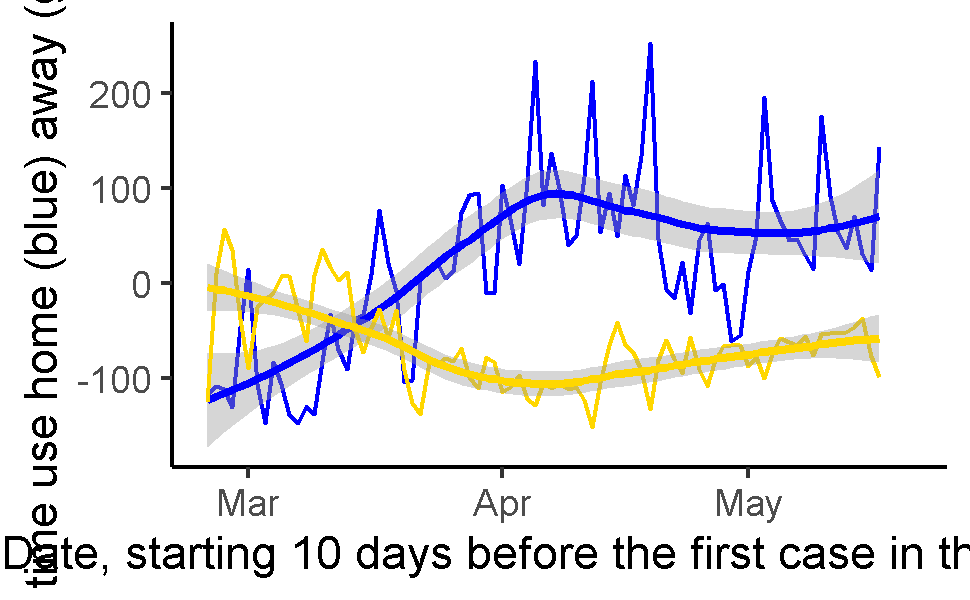 time use home (blue) away (
200
100
0
-100
Mar Apr May
Date, starting 10 days before the first case in th